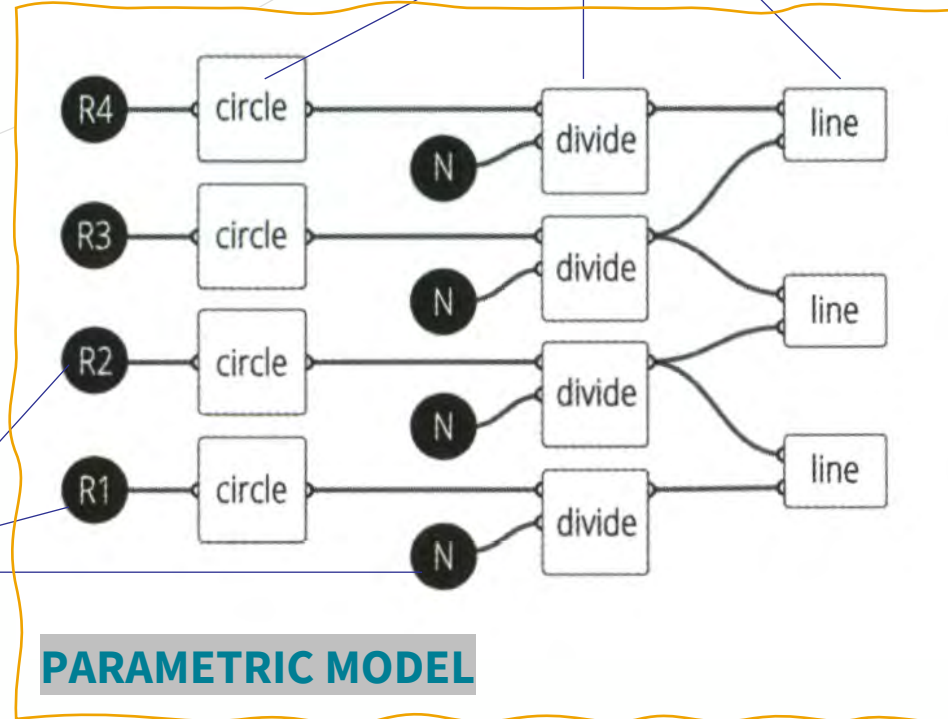 R4 circle divide line
N
R3 circle divide
N
line
R2 circle divide
N
line
R1 circle divide
N
PARAMETRIC MODEL